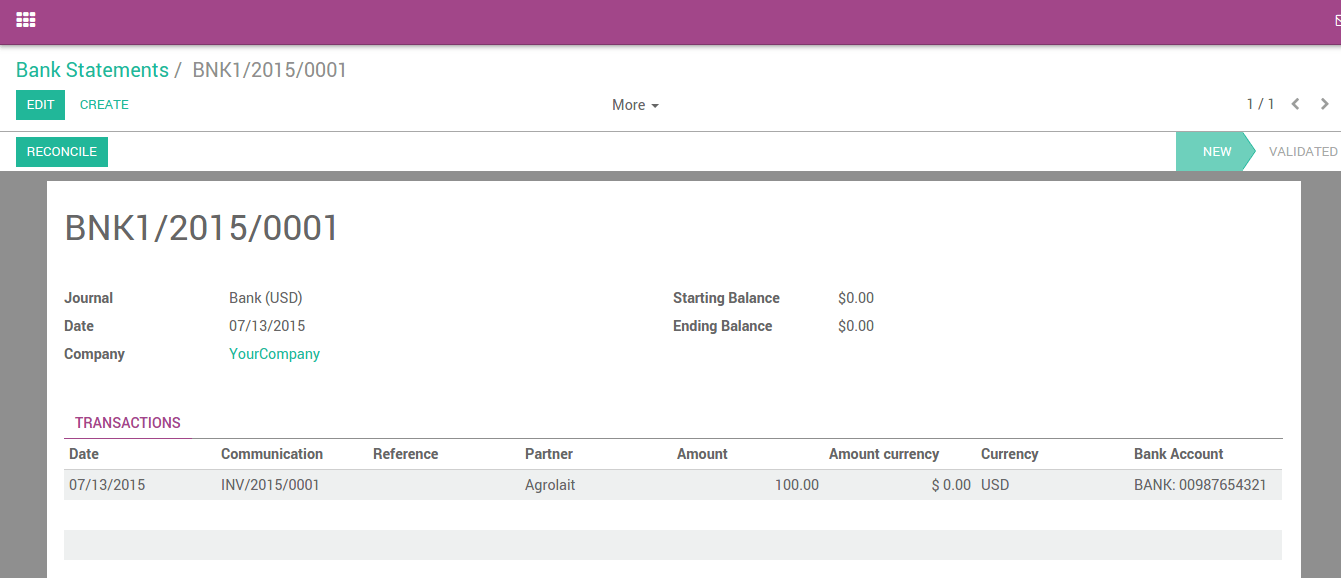 Bank Statements / BNK1/2015/0001
EDIT CREATE More 1 / 1
RECONCILE NEW VALIDATED
BNK1/2015/0001
Journal Bank (USD) Starting Balance $0.00
Date 07/13/2015 Ending Balance $0.00
Company YourCompany
TRANSACTIONS
Date Communication Reference Partner Amount Amount currency Currency Bank Account
07/13/2015 INV/2015/0001 Agrolait 100.00 $ 0.00 USD BANK: 00987654321